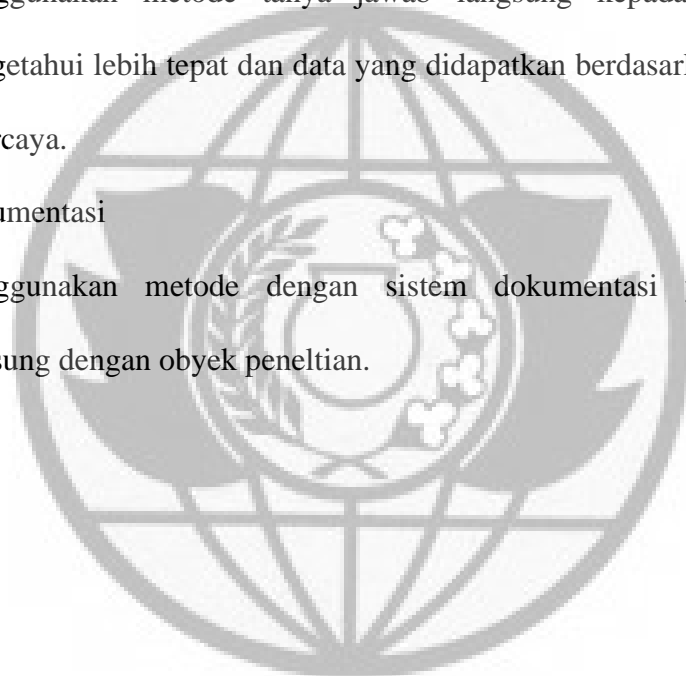 ggunakan metode tanya jawab langsung kepada
getahui lebih tepat dan data yang didapatkan berdasark
rcaya.
umentasi
ggunakan metode dengan sistem dokumentasi
sung dengan obyek peneltian.